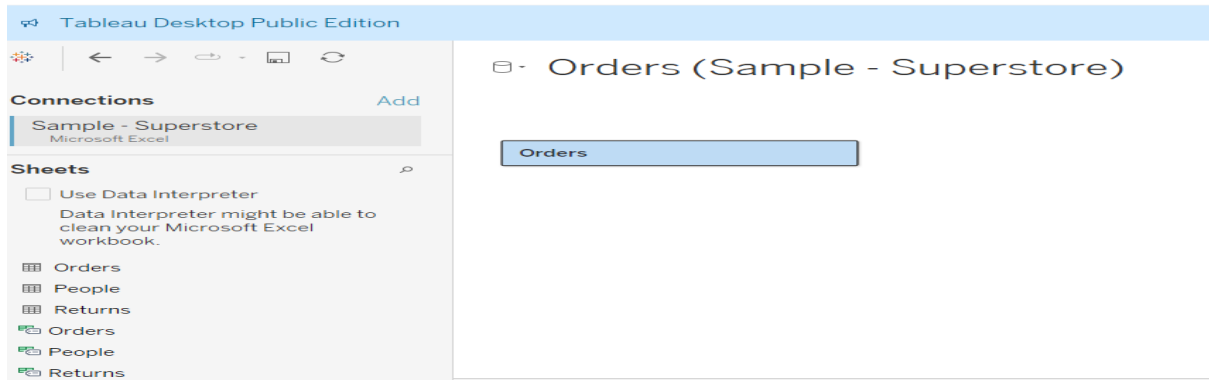 Tableau Desktop Public Edition
Connections
Add
Sample - Superstore
Microsoft Excel
Sheets
Use Data Interpreter
Data Interpreter might be able to
clean your Microsoft Excel
workbook.
Orders
People
Returns
Orders
People
Returns
Orders (Sample - Superstore)
Orders